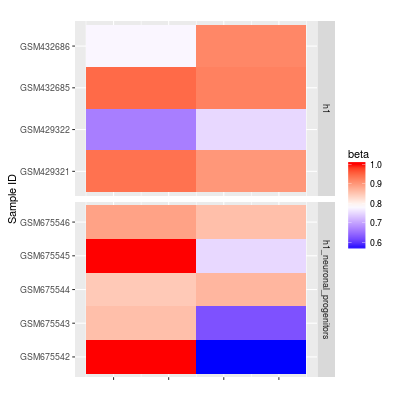 GSM432686
GSM432685
GSM429322
GSM429321
h1
GSM675546
GSM675545
GSM675544
GSM675543
GSM675542
h1_neuronal_progenitors
Sample ID
beta
1.0
0.9
0.8
0.7
0.6